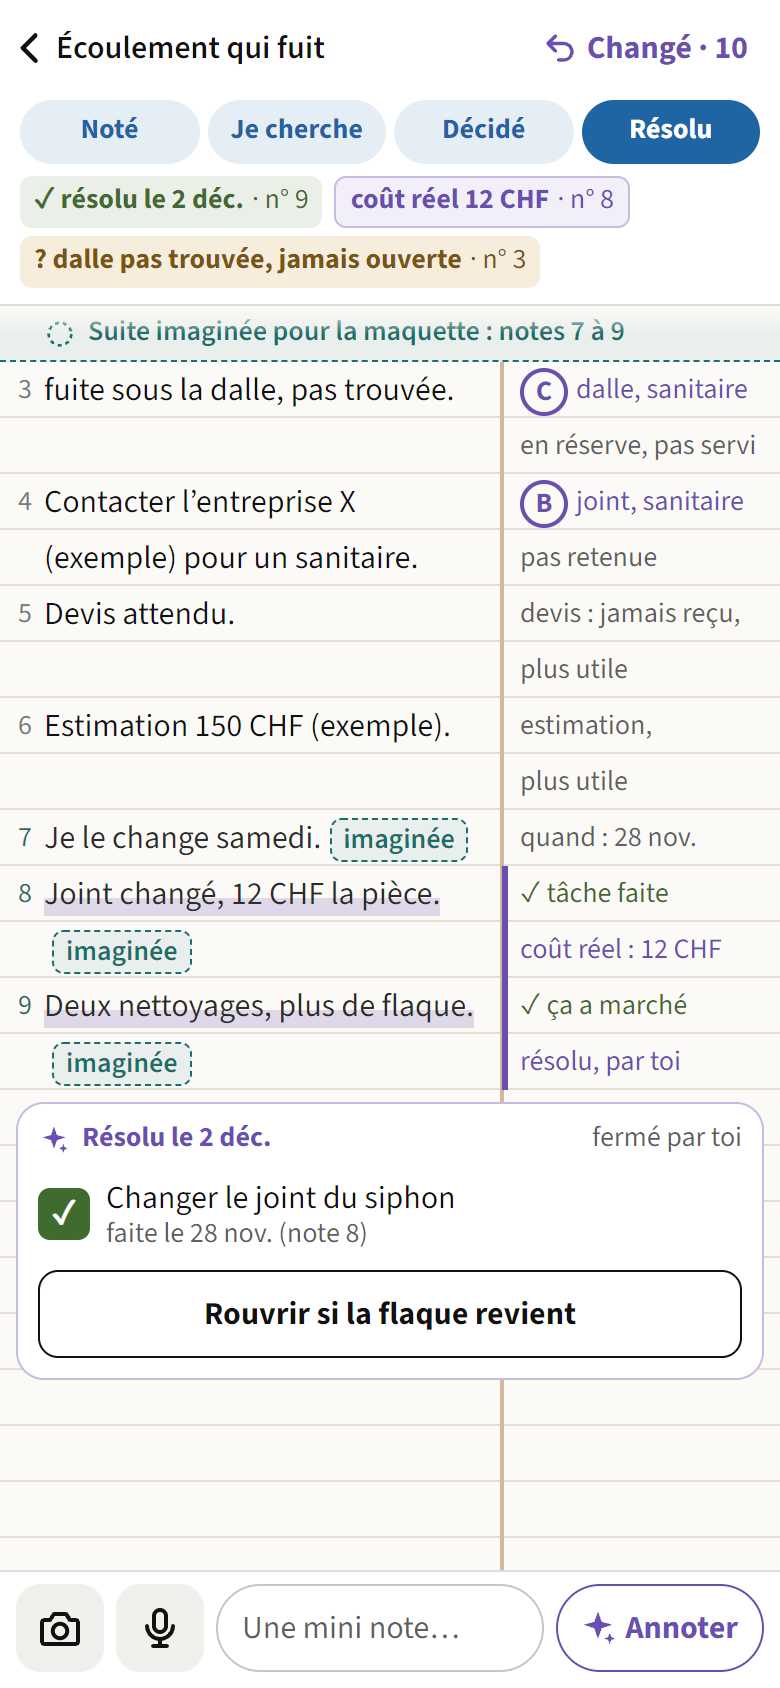 Écoulement qui fuit
Changé · 10
Noté
Je cherche
Décidé
Résolu
✓ résolu le 2 déc. · n° 9
coût réel 12 CHF · n° 8
? dalle pas trouvée, jamais ouverte · n° 3
Suite imaginée pour la maquette : notes 7 à 9
3 fuite sous la dalle, pas trouvée.
C dalle, sanitaire
en réserve, pas servi
4 Contacter l’entreprise X
B joint, sanitaire
(exemple) pour un sanitaire.
pas retenue
5 Devis attendu.
devis : jamais reçu,
plus utile
6 Estimation 150 CHF (exemple).
estimation,
plus utile
7 Je le change samedi. imaginée
quand : 28 nov.
8 Joint changé, 12 CHF la pièce.
✓ tâche faite
imaginée
coût réel : 12 CHF
9 Deux nettoyages, plus de flaque.
✓ ça a marché
imaginée
résolu, par toi
Résolu le 2 déc.
fermé par toi
Changer le joint du siphon
faite le 28 nov. (note 8)
Rouvrir si la flaque revient
Une mini note…
Annoter